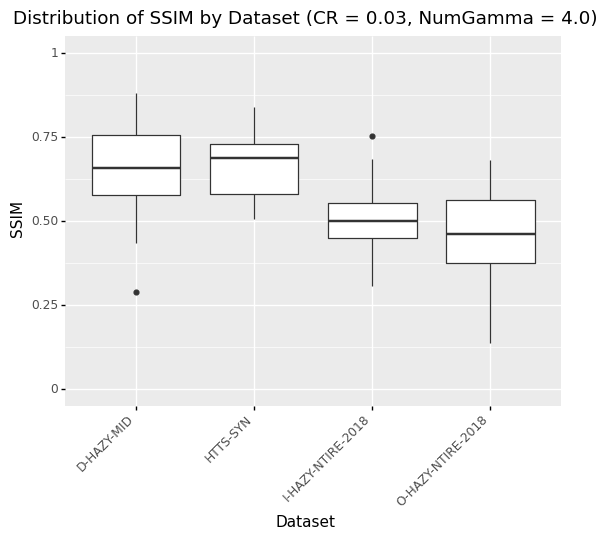 Distribution of SSIM by Dataset (CR = 0.03, NumGamma = 4.0)
1
0.75
0.50
0.25
0
SSIM
D-HAZY-MID
HTTS-SYN
I-HAZY-NTIRE-2018
O-HAZY-NTIRE-2018
Dataset